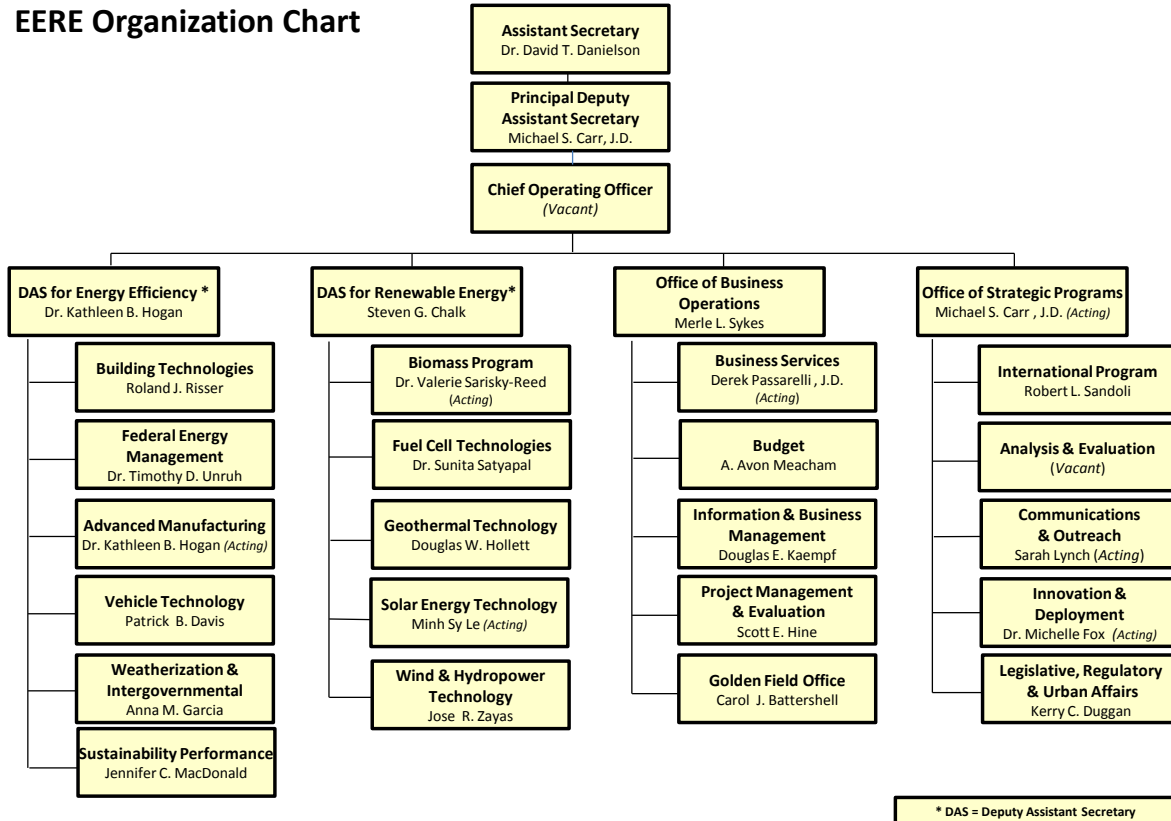 EERE Organization Chart
Assistant Secretary
Dr. David T. Danielson
Principal Deputy
Assistant Secretary
Michael S. Carr, J.D.
Chief Operating Officer
(Vacant)
DAS for Energy Efficiency *
Dr. Kathleen B. Hogan
Building Technologies
Roland J. Risser
Federal Energy
Management
Dr. Timothy D. Unruh
Advanced Manufacturing
Dr. Kathleen B. Hogan (Acting)
Vehicle Technology
Patrick B. Davis
Weatherization &
Intergovernmental
Anna M. Garcia
Sustainability Performance
Jennifer C. MacDonald
DAS for Renewable Energy*
Steven G. Chalk
Biomass Program
Dr. Valerie Sarisky-Reed
(Acting)
Fuel Cell Technologies
Dr. Sunita Satyapal
Geothermal Technology
Douglas W. Hollett
Solar Energy Technology
Minh Sy Le (Acting)
Wind & Hydropower
Technology
Jose R. Zayas
Office of Business
Operations
Merle L. Sykes
Business Services
Derek Passarelli , J.D.
(Acting)
Budget
A. Avon Meacham
Information & Business
Management
Douglas E. Kaempf
Project Management
& Evaluation
Scott E. Hine
Golden Field Office
Carol J. Battershell
Office of Strategic Programs
Michael S. Carr , J.D. (Acting)
International Program
Robert L. Sandoli
Analysis & Evaluation
(Vacant)
Communications
& Outreach
Sarah Lynch (Acting)
Innovation &
Deployment
Dr. Michelle Fox (Acting)
Legislative, Regulatory
& Urban Affairs
Kerry C. Duggan
* DAS = Deputy Assistant Secretary